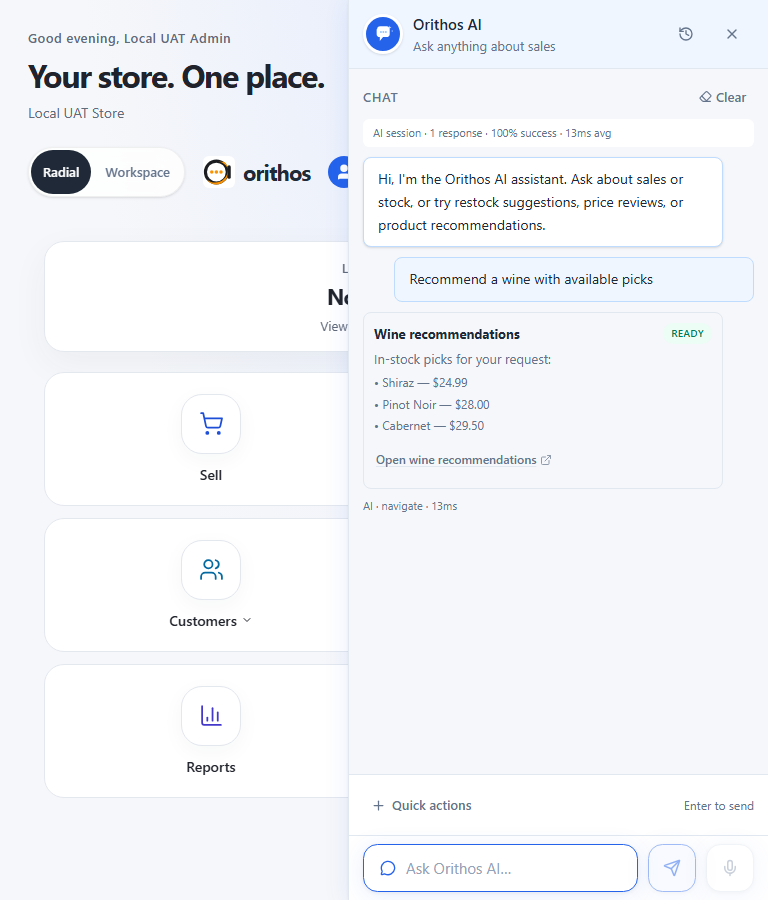 Good evening, Local UAT Admin
Your store. One place.
Local UAT Store
Radial
Workspace
orithos
View
Sell
Customers
Reports
Orithos AI
Ask anything about sales
CHAT
Clear
AI session · 1 response · 100% success · 13ms avg
Hi, I'm the Orithos AI assistant. Ask about sales or
stock, or try restock suggestions, price reviews, or
product recommendations.
Recommend a wine with available picks
Wine recommendations
READY
In-stock picks for your request:
• Shiraz — $24.99
• Pinot Noir — $28.00
• Cabernet — $29.50
Open wine recommendations
AI · navigate · 13ms
Quick actions
Enter to send
Ask Orithos AI...